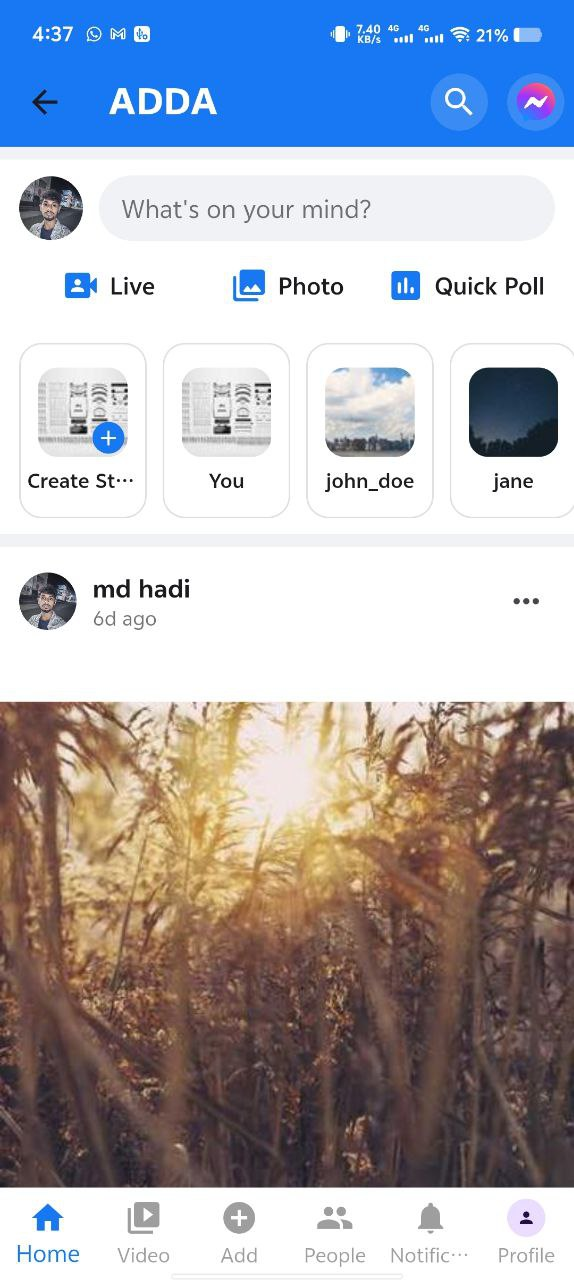 4:37 7.40 KB/s 4G 4G 21%
ADDA
What's on your mind?
Live Photo Quick Poll
Create St··· You john_doe jane
md hadi
6d ago
Home Video Add People Notific··· Profile